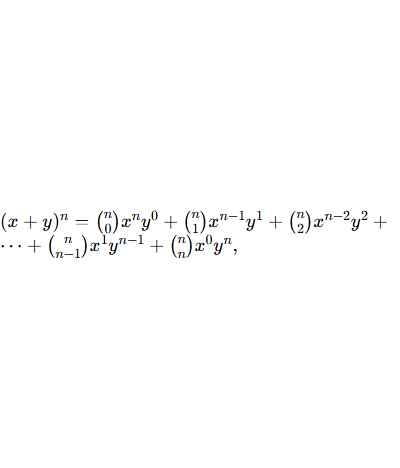 (x + y)^n = \binom{n}{0} x^n y^0 + \binom{n}{1} x^{n-1} y^1 + \binom{n}{2} x^{n-2} y^2 +
\cdots + \binom{n}{n-1} x^1 y^{n-1} + \binom{n}{n} x^0 y^n,